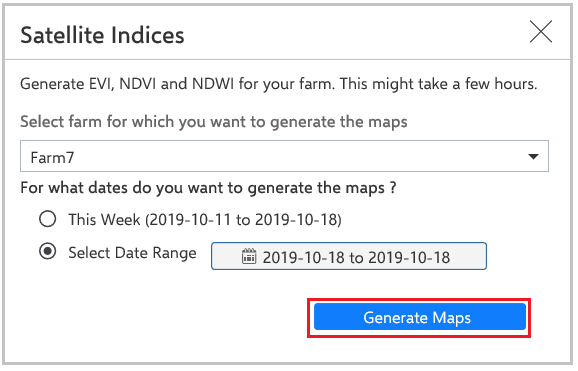 Satellite Indices
Generate EVI, NDVI and NDWI for your farm. This might take a few hours.
Select farm for which you want to generate the maps
Farm7
For what dates do you want to generate the maps ?
This Week (2019-10-11 to 2019-10-18)
Select Date Range 2019-10-18 to 2019-10-18
Generate Maps